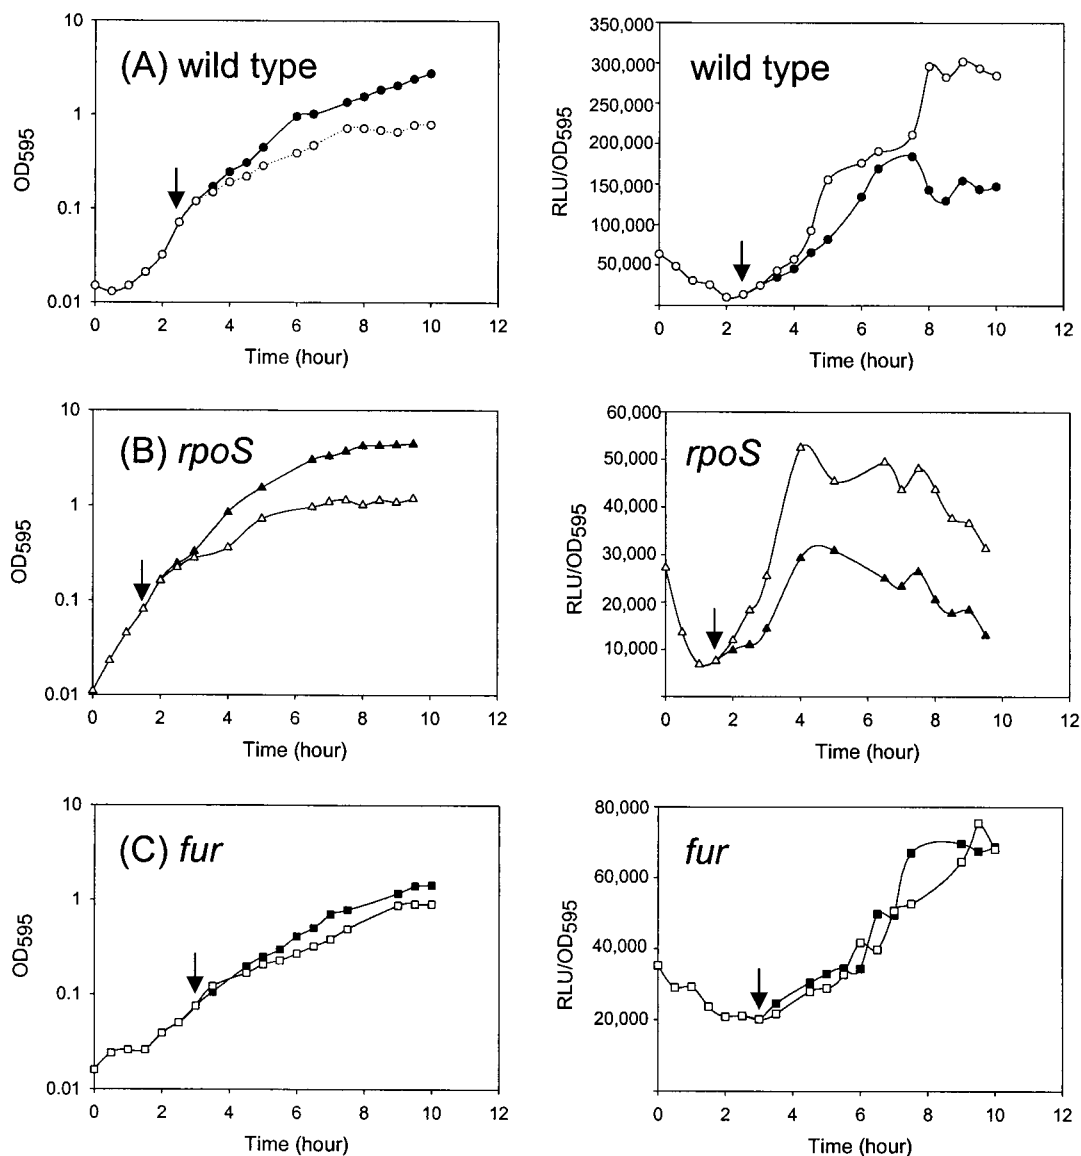 (A) wild type
10
1
0.1
0.01
OD595
0 2 4 6 8 10 12
Time (hour)
wild type
350,000
300,000
250,000
200,000
150,000
100,000
50,000
RLU/OD595
0 2 4 6 8 10 12
Time (hour)
(B) rpoS
10
1
0.1
0.01
OD595
0 2 4 6 8 10 12
Time (hour)
rpoS
60,000
50,000
40,000
30,000
20,000
10,000
RLU/OD595
0 2 4 6 8 10 12
Time (hour)
(C) fur
10
1
0.1
0.01
OD595
0 2 4 6 8 10 12
Time (hour)
fur
80,000
60,000
40,000
20,000
RLU/OD595
0 2 4 6 8 10 12
Time (hour)